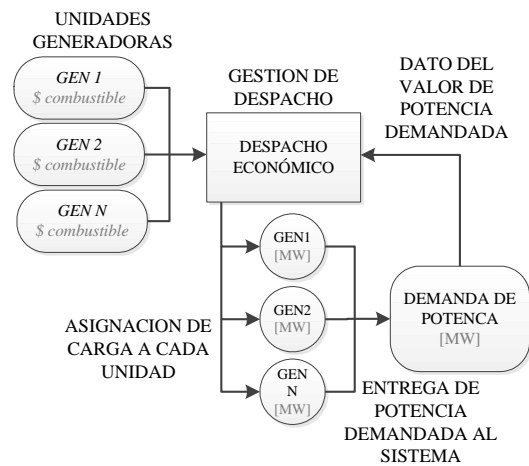 UNIDADES
GENERADORAS
GEN 1
$ combustible
GEN 2
$ combustible
GEN N
$ combustible
GESTION DE
DESPACHO
DESPACHO
ECONÓMICO
DATO DEL
VALOR DE
POTENCIA
DEMANDADA
GEN1
[MW]
GEN2
[MW]
GEN
N
[MW]
ASIGNACION DE
CARGA A CADA
UNIDAD
DEMANDA DE
POTENCA
[MW]
ENTREGA DE
POTENCIA
DEMANDADA AL
SISTEMA